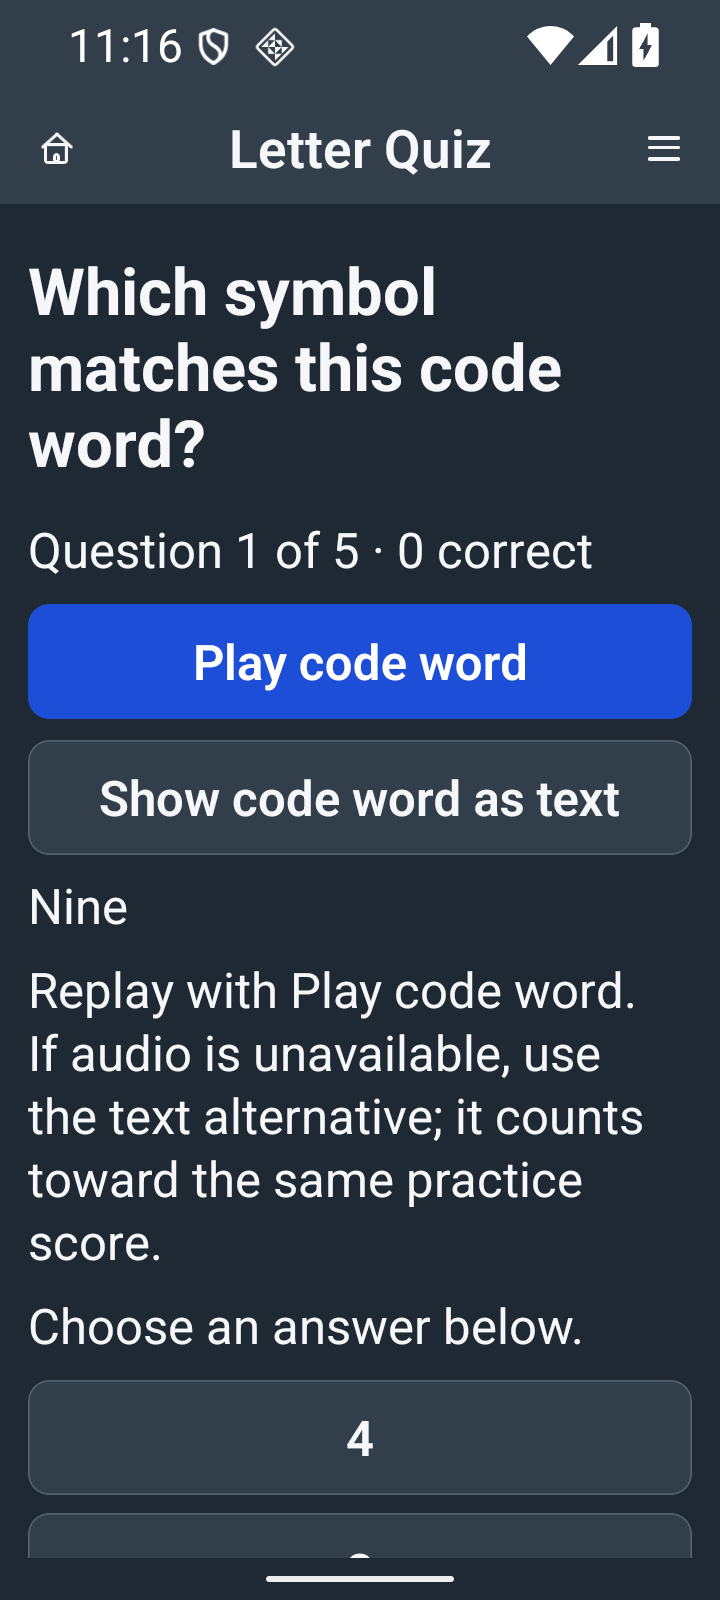 11:16
Letter Quiz
Which symbol
matches this code
word?
Question 1 of 5 · 0 correct
Play code word
Show code word as text
Nine
Replay with Play code word.
If audio is unavailable, use
the text alternative; it counts
toward the same practice
score.
Choose an answer below.
4